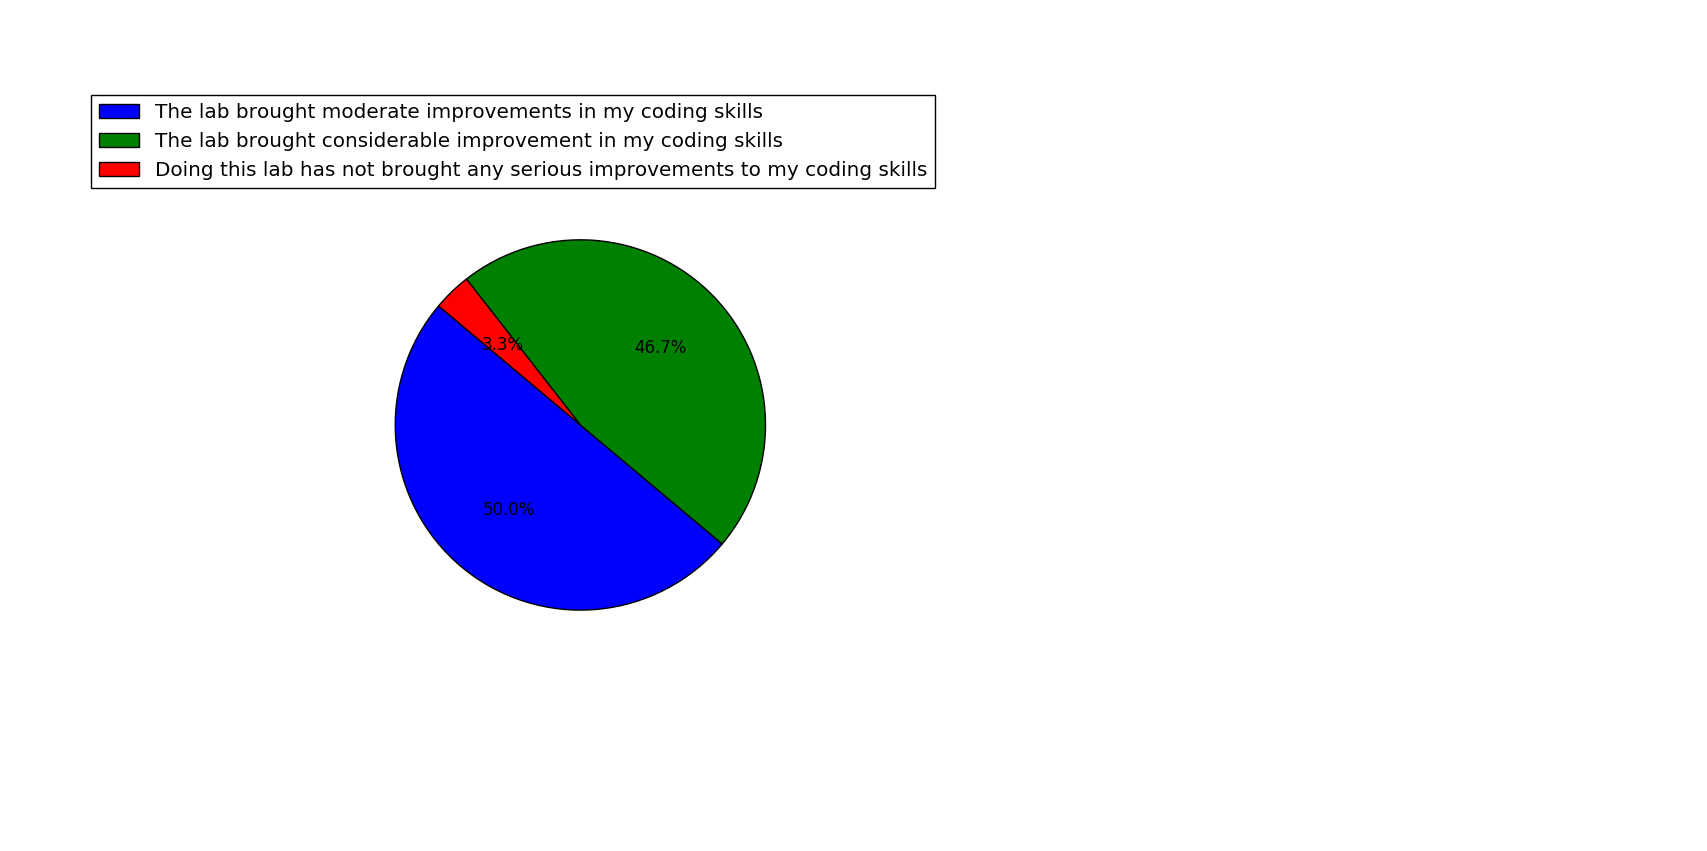 The lab brought moderate improvements in my coding skills
The lab brought considerable improvement in my coding skills
Doing this lab has not brought any serious improvements to my coding skills
3.3%
46.7%
50.0%